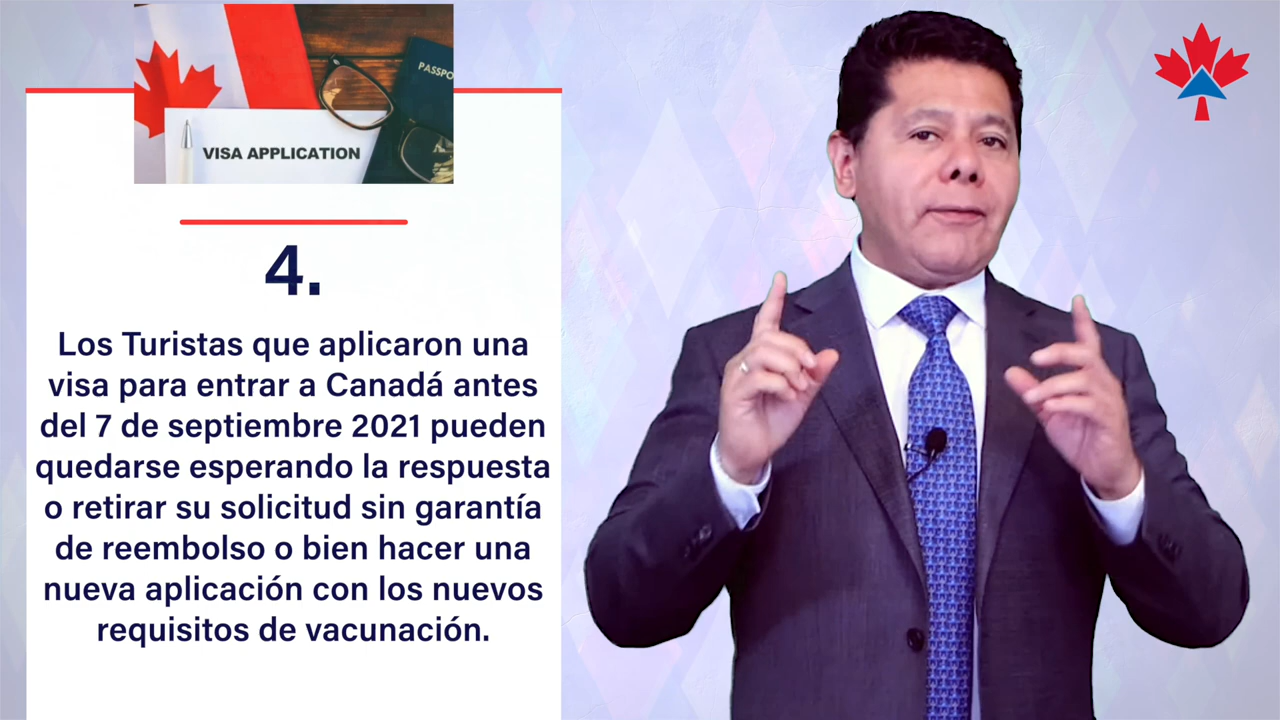 PASSPO
VISA APPLICATION
4.
Los Turistas que aplicaron una
visa para entrar a Canadá antes
del 7 de septiembre 2021 pueden
quedarse esperando la respuesta
o retirar su solicitud sin garantía
de reembolso o bien hacer una
nueva aplicación con los nuevos
requisitos de vacunación.